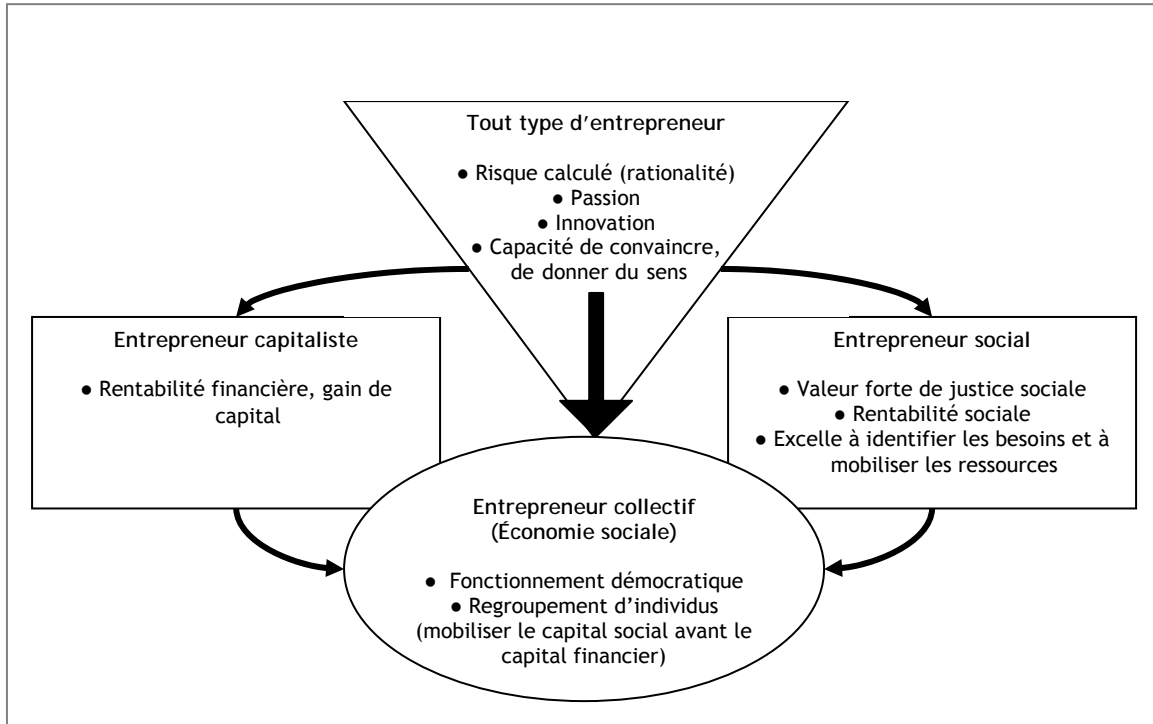 Tout type d'entrepreneur
● Risque calculé (rationalité)
● Passion
● Innovation
● Capacité de convaincre,
de donner du sens
Entrepreneur capitaliste
● Rentabilité financière, gain de
capital
Entrepreneur social
● Valeur forte de justice sociale
● Rentabilité sociale
● Excelle à identifier les besoins et à
mobiliser les ressources
Entrepreneur collectif
(Économie sociale)
● Fonctionnement démocratique
● Regroupement d’individus
(mobiliser le capital social avant le
capital financier)